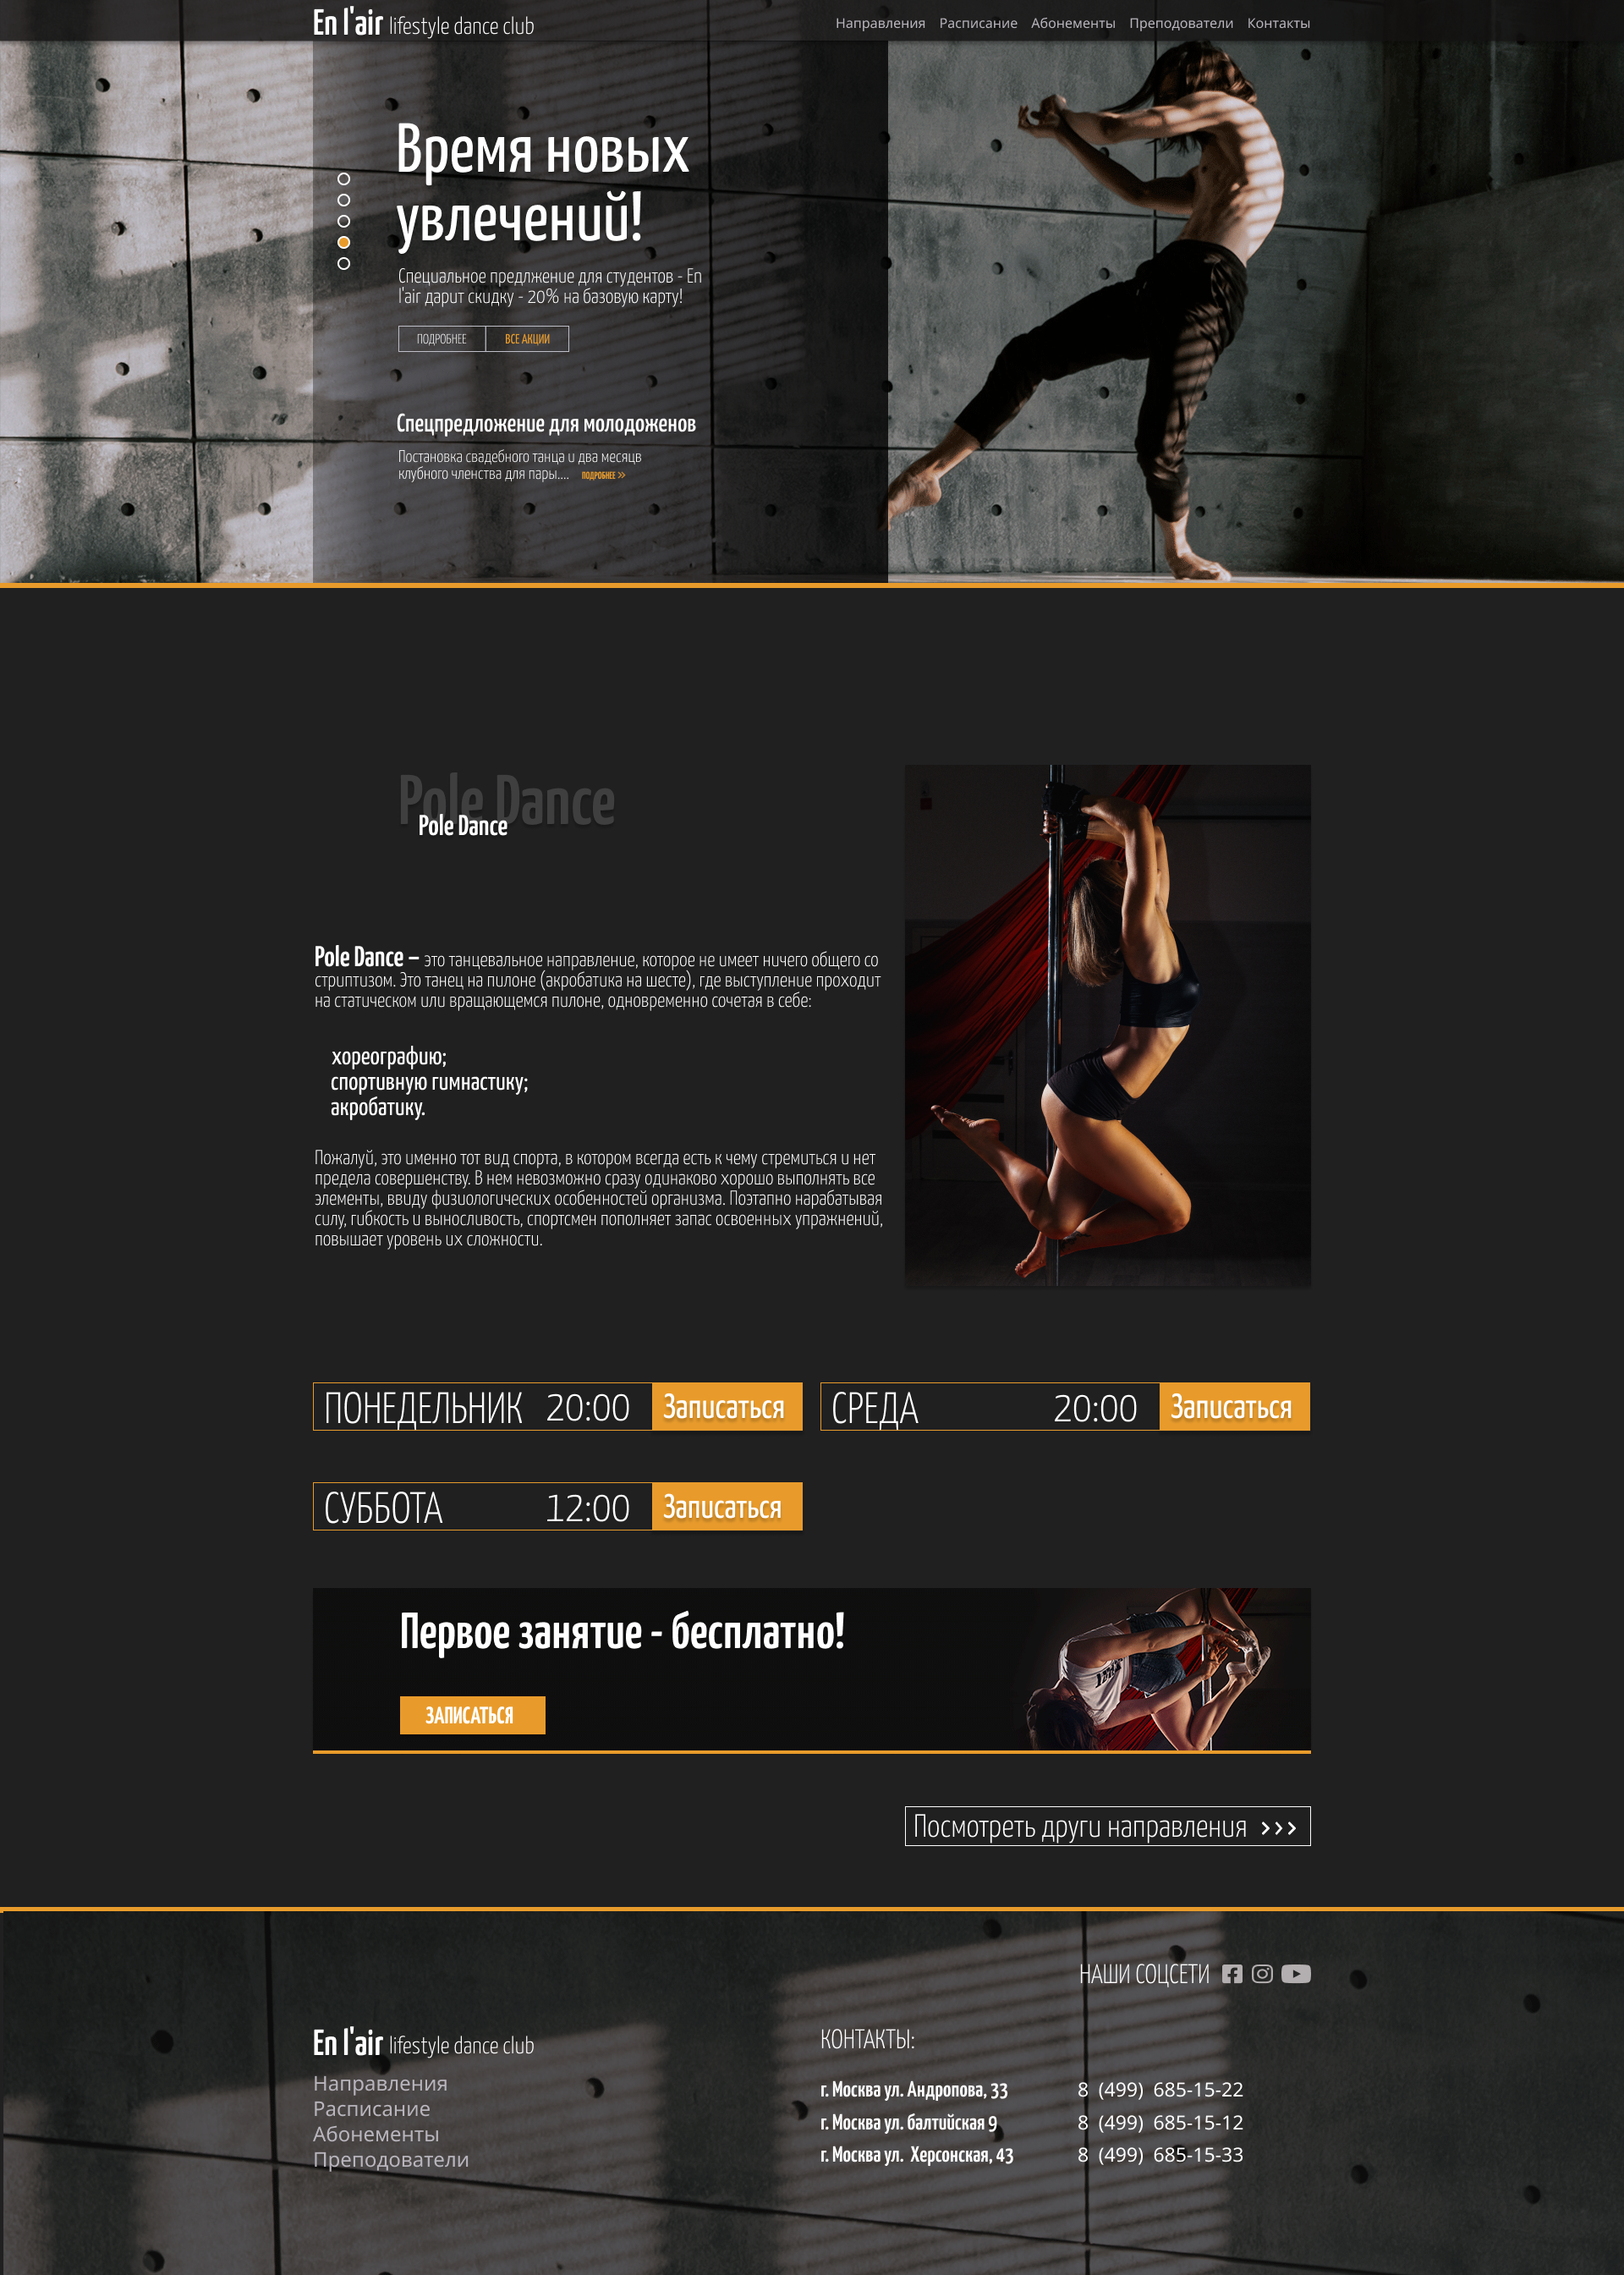 En l'air lifestyle dance club
Направления Расписание Абонементы Преподователи Контакты
Время новых
увлечений!
Специальное предлжение для студентов - En
l'air дарит скидку - 20% на базовую карту!
ПОДРОБНЕЕ ВСЕ АКЦИИ
Спецпредложение для молодоженов
Постановка свадебного танца и два месяцв
клубного членства для пары.... ПОДРОБНЕЕ >>
Pole Dance
Pole Dance
Pole Dance – это танцевальное направление, которое не имеет ничего общего со
стриптизом. Это танец на пилоне (акробатика на шесте), где выступление проходит
на статическом или вращающемся пилоне, одновременно сочетая в себе:
хореографию;
спортивную гимнастику;
акробатику.
Пожалуй, это именно тот вид спорта, в котором всегда есть к чему стремиться и нет
предела совершенству. В нем невозможно сразу одинаково хорошо выполнять все
элементы, ввиду физиологических особенностей организма. Поэтапно нарабатывая
силу, гибкость и выносливость, спортсмен пополняет запас освоенных упражнений,
повышает уровень их сложности.
ПОНЕДЕЛЬНИК 20:00 Записаться
СРЕДА 20:00 Записаться
СУББОТА 12:00 Записаться
Первое занятие - бесплатно!
ЗАПИСАТЬСЯ
Посмотреть други направления >>>
НАШИ СОЦСЕТИ
En l'air lifestyle dance club
Направления
Расписание
Абонементы
Преподователи
КОНТАКТЫ:
г. Москва ул. Андропова, 33 8 (499) 685-15-22
г. Москва ул. балтийская 9 8 (499) 685-15-12
г. Москва ул. Херсонская, 43 8 (499) 685-15-33